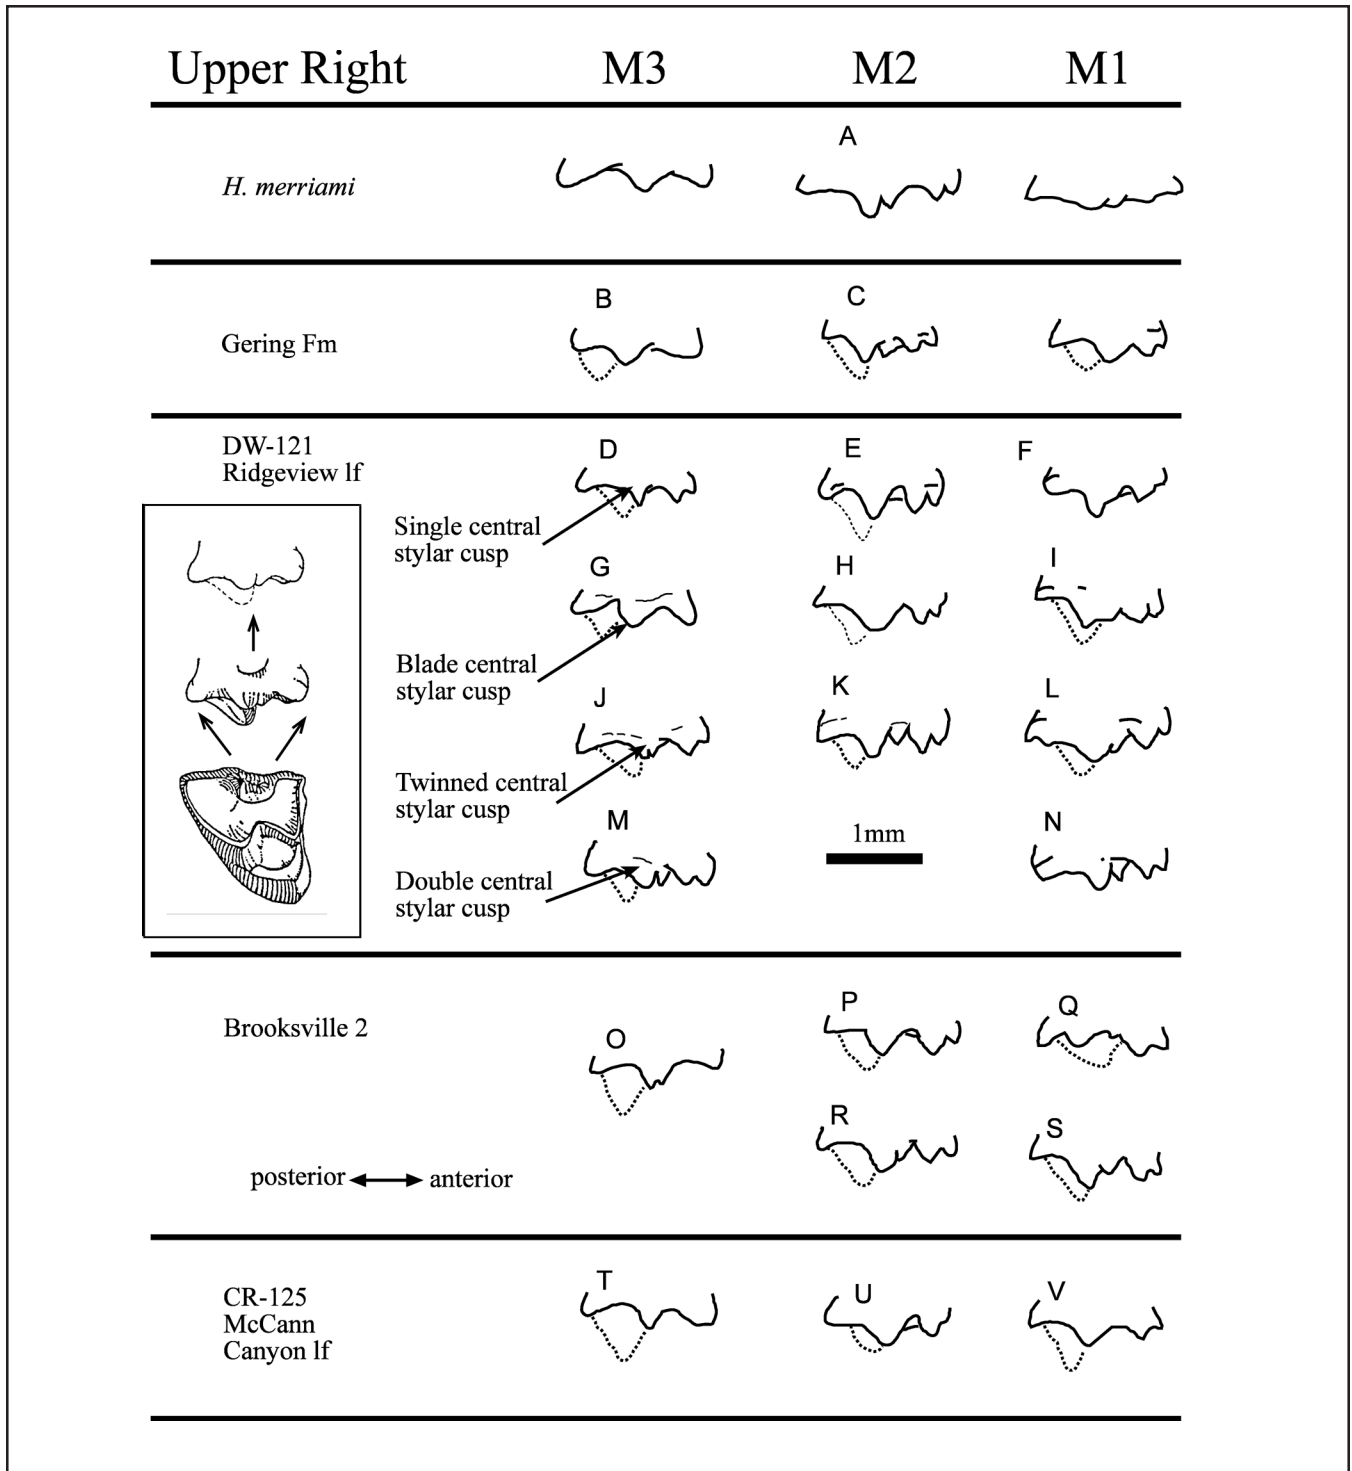 Upper Right M3 M2 M1
A
H. merriami
B C
Gering Fm
DW-121
Ridgeview lf
D E F
Single central
stylar cusp
G H I
Blade central
stylar cusp
J K L
Twinned central
stylar cusp
M 1mm N
Double central
stylar cusp
P Q
Brooksville 2
O
R S
posterior anterior
T U V
CR-125
McCann
Canyon lf